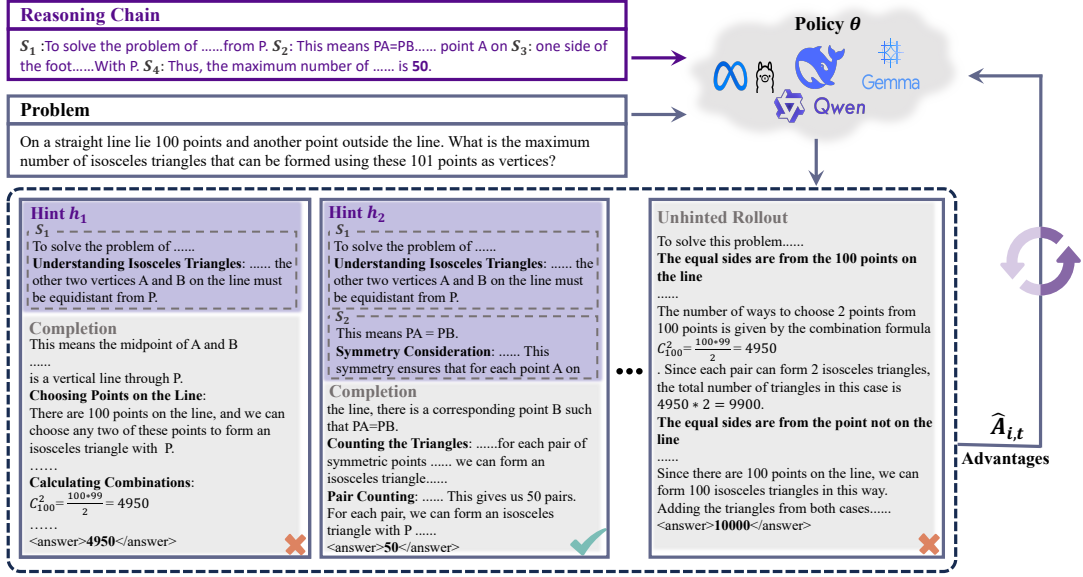 Reasoning Chain
S₁ :To solve the problem of ……from P. S₂: This means PA=PB…… point A on S₃: one side of
the foot….With P. S₄: Thus, the maximum number of …… is 50.
Problem
On a straight line lie 100 points and another point outside the line. What is the maximum
number of isosceles triangles that can be formed using these 101 points as vertices?
Policy θ
Gemma
Qwen
Hint h₁
S₁
To solve the problem of ……
Understanding Isosceles Triangles: …… the
other two vertices A and B on the line must
be equidistant from P.
Completion
This means the midpoint of A and B
……
is a vertical line through P.
Choosing Points on the Line:
There are 100 points on the line, and we can
choose any two of these points to form an
isosceles triangle with P.
……
Calculating Combinations:
C²₁₀₀= 100*99/2 = 4950
……
<answer>4950</answer>
Hint h₂
S₁
To solve the problem of ……
Understanding Isosceles Triangles: …… the
other two vertices A and B on the line must
be equidistant from P.
S₂
This means PA = PB.
Symmetry Consideration: …… This
symmetry ensures that for each point A on
Completion
the line, there is a corresponding point B such
that PA=PB.
Counting the Triangles: ……for each pair of
symmetric points …… we can form an
isosceles triangle……
Pair Counting: …… This gives us 50 pairs.
For each pair, we can form an isosceles
triangle with P ……
<answer>50</answer>
•••
Unhinted Rollout
To solve this problem……
The equal sides are from the 100 points on
the line
……
The number of ways to choose 2 points from
100 points is given by the combination formula
C²₁₀₀= 100*99/2 = 4950
. Since each pair can form 2 isosceles triangles,
the total number of triangles in this case is
4950 * 2 = 9900.
The equal sides are from the point not on the
line
……
Since there are 100 points on the line, we can
form 100 isosceles triangles in this way.
Adding the triangles from both cases……
<answer>10000</answer>
Â i,t
Advantages